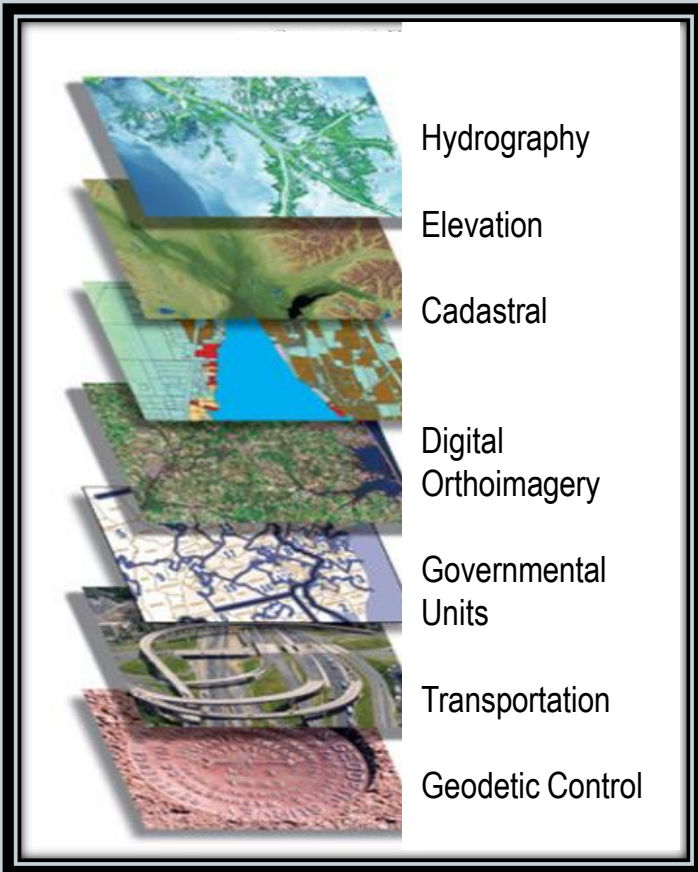 Hydrography
Elevation
Cadastral
Digital
Orthoimagery
Governmental
Units
Transportation
Geodetic Control